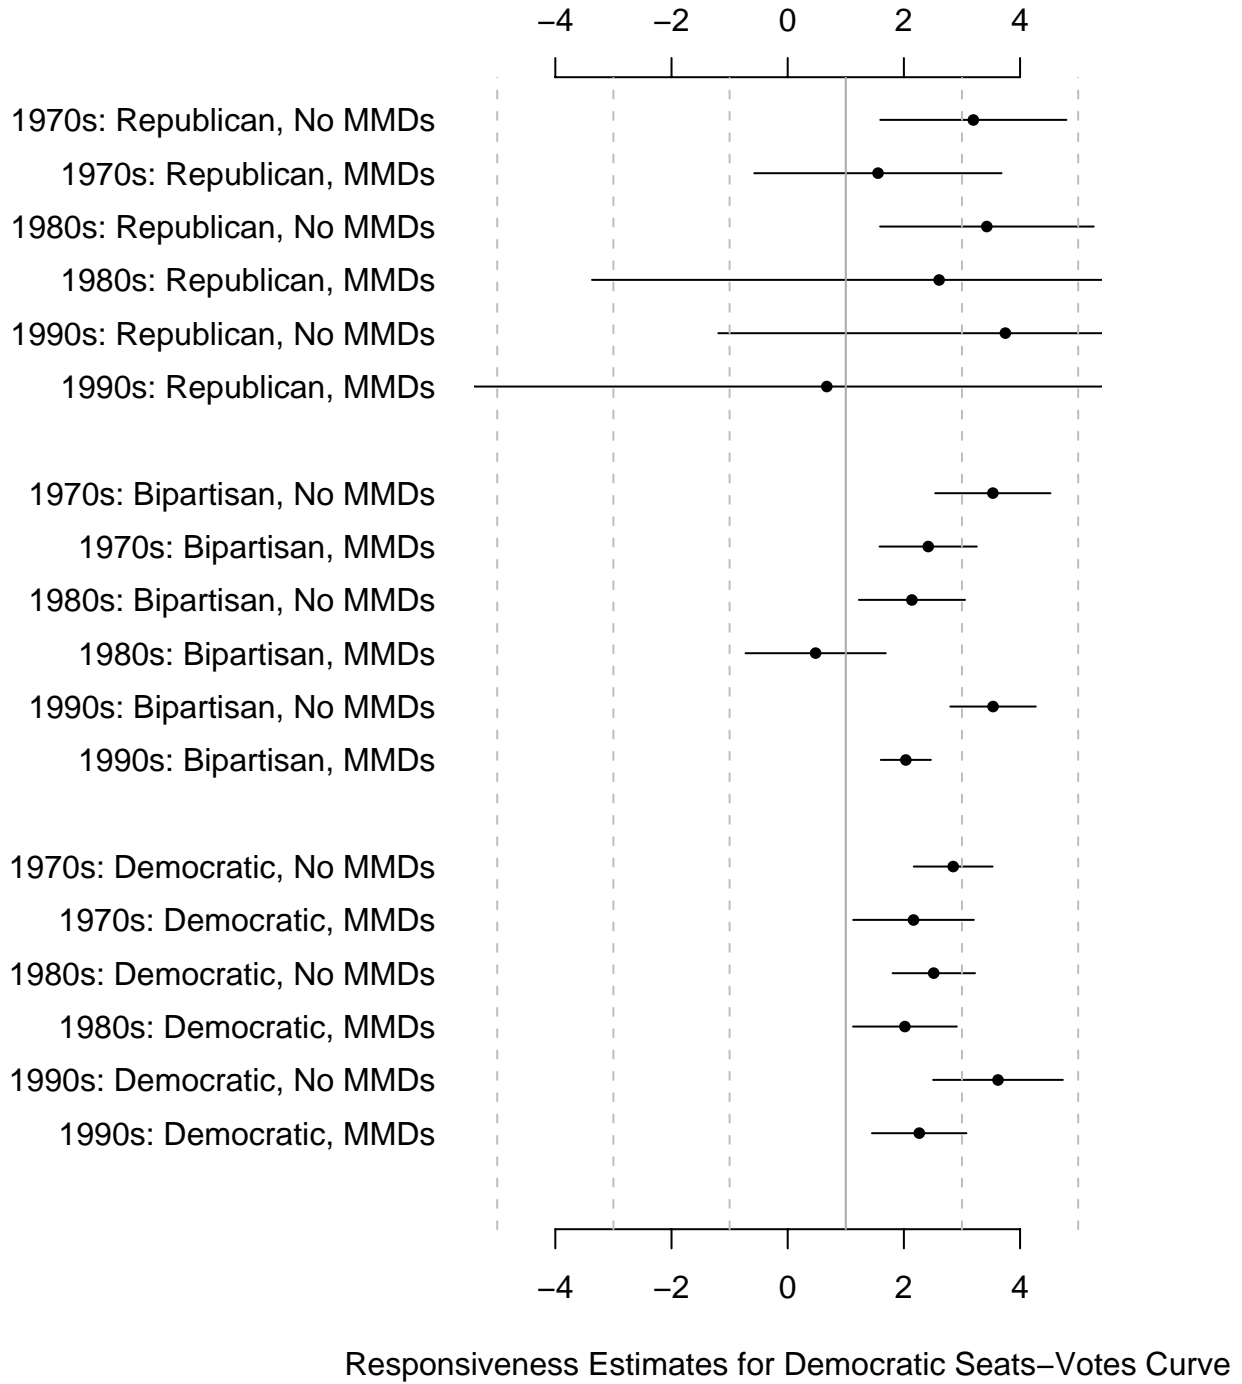 −4 −2 0 2 4
1970s: Republican, No MMDs
1970s: Republican, MMDs
1980s: Republican, No MMDs
1980s: Republican, MMDs
1990s: Republican, No MMDs
1990s: Republican, MMDs
1970s: Bipartisan, No MMDs
1970s: Bipartisan, MMDs
1980s: Bipartisan, No MMDs
1980s: Bipartisan, MMDs
1990s: Bipartisan, No MMDs
1990s: Bipartisan, MMDs
1970s: Democratic, No MMDs
1970s: Democratic, MMDs
1980s: Democratic, No MMDs
1980s: Democratic, MMDs
1990s: Democratic, No MMDs
1990s: Democratic, MMDs
−4 −2 0 2 4
Responsiveness Estimates for Democratic Seats−Votes Curve